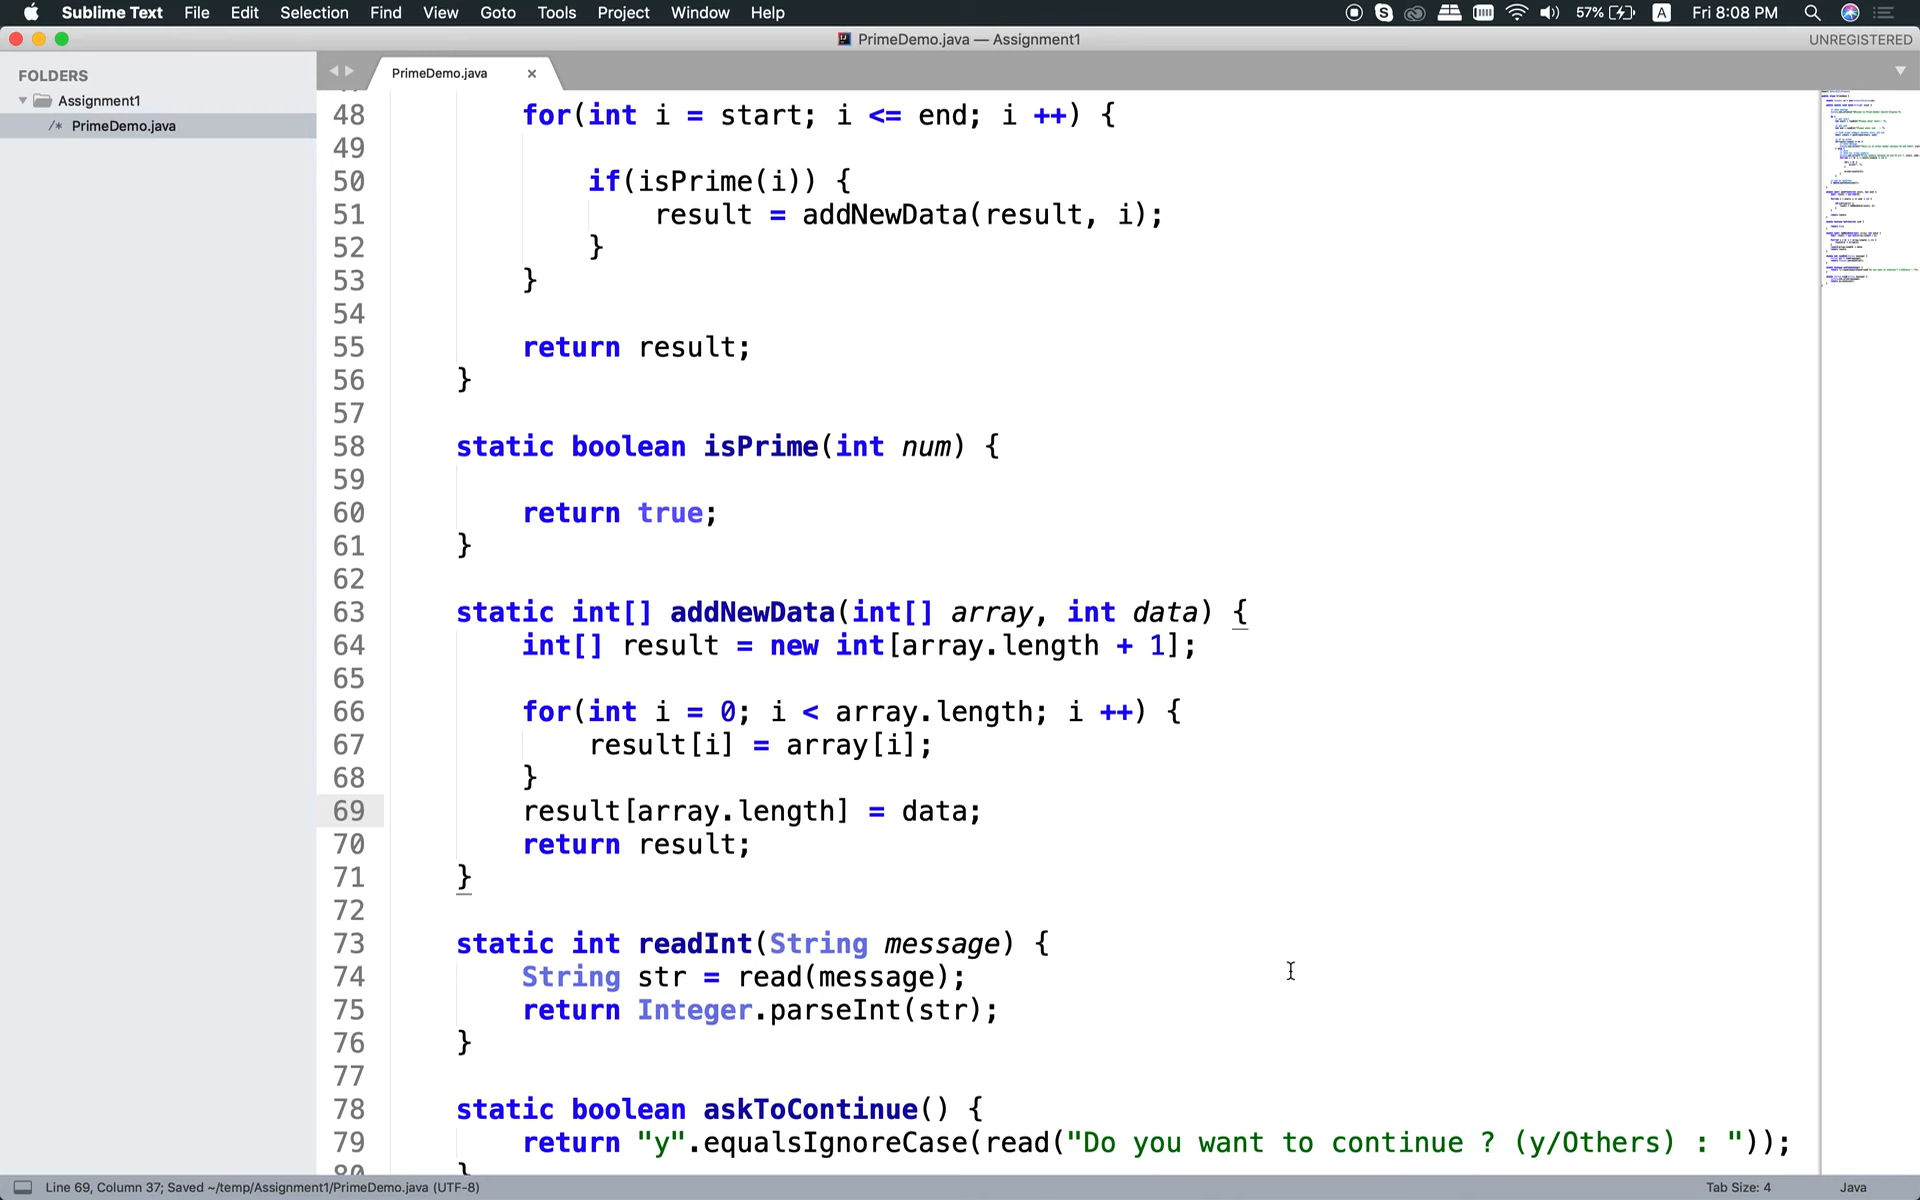 Sublime Text File Edit Selection Find View Goto Tools Project Window Help 57% A Fri 8:08 PM
PrimeDemo.java — Assignment1 UNREGISTERED
FOLDERS
Assignment1
/* PrimeDemo.java
PrimeDemo.java ×
48 for(int i = start; i <= end; i ++) {
49
50 if(isPrime(i)) {
51 result = addNewData(result, i);
52 }
53 }
54
55 return result;
56 }
57
58 static boolean isPrime(int num) {
59
60 return true;
61 }
62
63 static int[] addNewData(int[] array, int data) {
64 int[] result = new int[array.length + 1];
65
66 for(int i = 0; i < array.length; i ++) {
67 result[i] = array[i];
68 }
69 result[array.length] = data;
70 return result;
71 }
72
73 static int readInt(String message) {
74 String str = read(message);
75 return Integer.parseInt(str);
76 }
77
78 static boolean askToContinue() {
79 return "y".equalsIgnoreCase(read("Do you want to continue ? (y/Others) : "));
80 }
Line 69, Column 37; Saved ~/temp/Assignment1/PrimeDemo.java (UTF-8) Tab Size: 4 Java